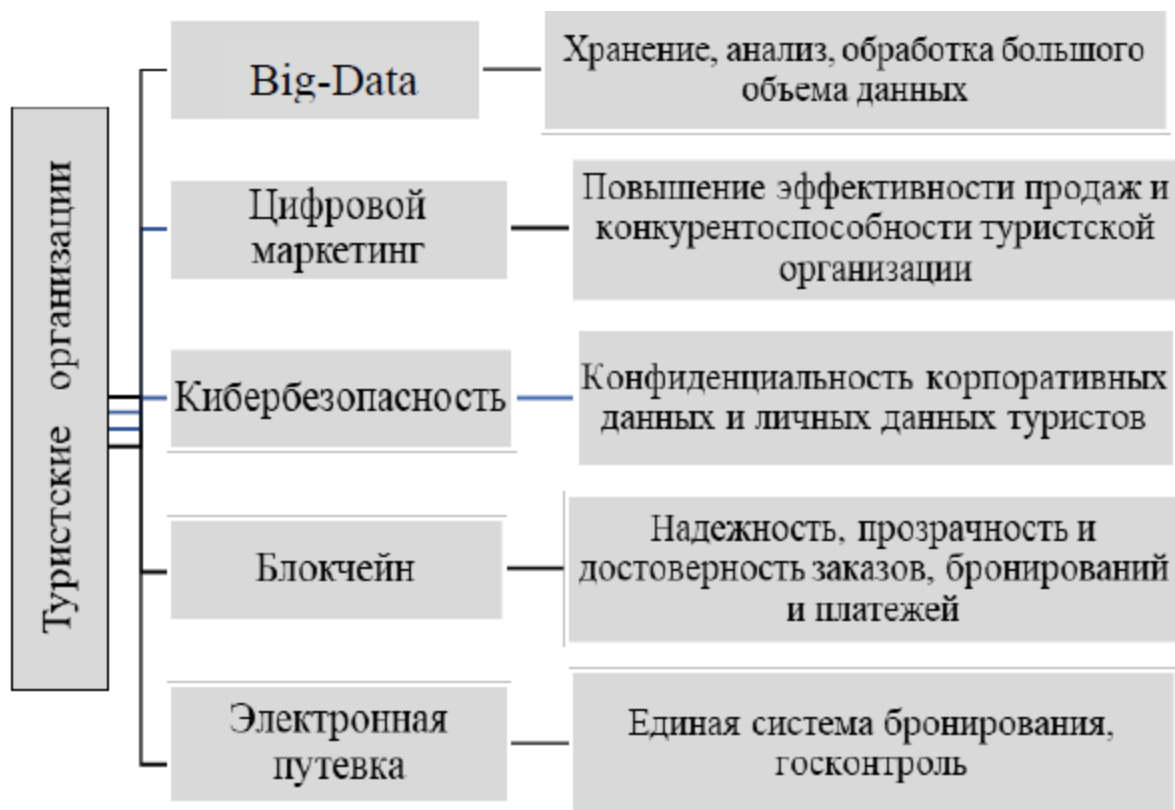 Туристские организации
Big-Data
Хранение, анализ, обработка большого
объема данных
Цифровой
маркетинг
Повышение эффективности продаж и
конкурентоспособности туристской
организации
Кибербезопасность
Конфиденциальность корпоративных
данных и личных данных туристов
Блокчейн
Надежность, прозрачность и
достоверность заказов, бронирований
и платежей
Электронная
путевка
Единая система бронирования,
госконтроль